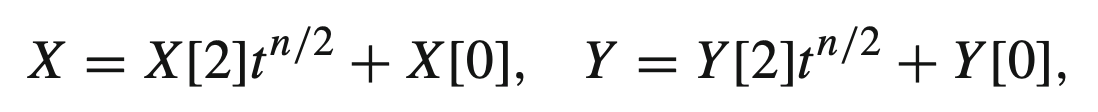 X = X[2]t^{n/2} + X[0], Y = Y[2]t^{n/2} + Y[0],